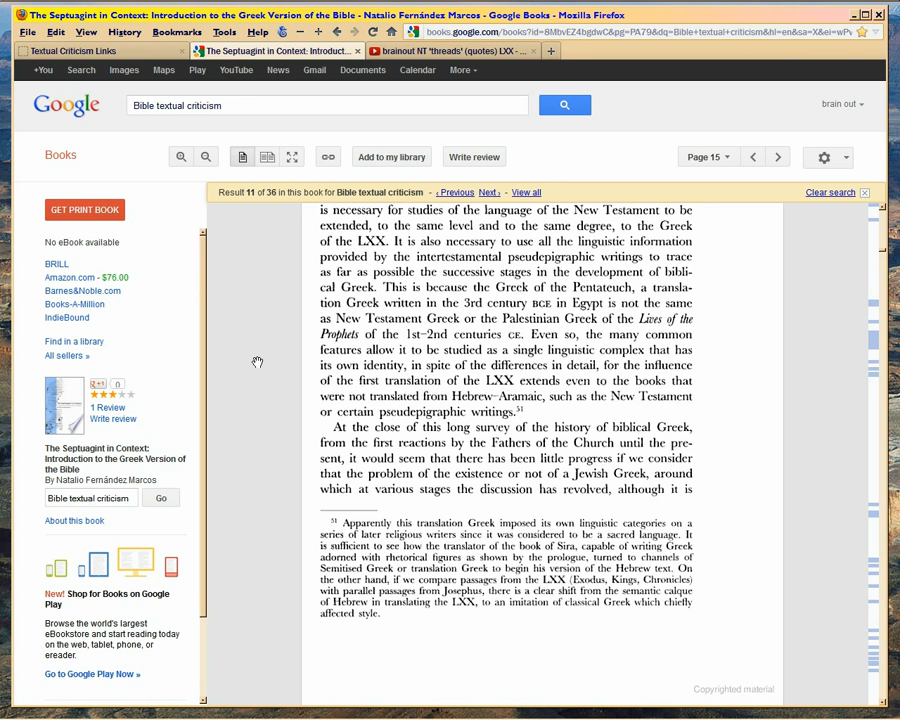 The Septuagint in Context: Introduction to the Greek Version of the Bible - Natalio Fernández Marcos - Google Books - Mozilla Firefox
File Edit View History Bookmarks Tools Help
books.google.com/books?id=8MbvEZ4bgdwC&pg=PA79&dq=Bible+textual+criticism&hl=en&sa=X&ei=wPv
Textual Criticism Links
The Septuagint in Context: Introduct...
brainout NT 'threads' (quotes) LXX - ...
+You Search Images Maps Play YouTube News Gmail Documents Calendar More
Google
Bible textual criticism
brain out
Books
Add to my library
Write review
Page 15
Result 11 of 36 in this book for Bible textual criticism - ‹ Previous Next › - View all
Clear search
GET PRINT BOOK
No eBook available
BRILL
Amazon.com - $76.00
Barnes&Noble.com
Books-A-Million
IndieBound
Find in a library
All sellers »
+1 0
1 Review
Write review
The Septuagint in Context:
Introduction to the Greek Version of
the Bible
By Natalio Fernández Marcos
Bible textual criticism
Go
About this book
New! Shop for Books on Google
Play
Browse the world's largest
eBookstore and start reading today
on the web, tablet, phone, or
ereader.
Go to Google Play Now »
is necessary for studies of the language of the New Testament to be
extended, to the same level and to the same degree, to the Greek
of the LXX. It is also necessary to use all the linguistic information
provided by the intertestamental pseudepigraphic writings to trace
as far as possible the successive stages in the development of bibli-
cal Greek. This is because the Greek of the Pentateuch, a transla-
tion Greek written in the 3rd century BCE in Egypt is not the same
as New Testament Greek or the Palestinian Greek of the Lives of the
Prophets of the 1st–2nd centuries CE. Even so, the many common
features allow it to be studied as a single linguistic complex that has
its own identity, in spite of the differences in detail, for the influence
of the first translation of the LXX extends even to the books that
were not translated from Hebrew–Aramaic, such as the New Testament
or certain pseudepigraphic writings.51
At the close of this long survey of the history of biblical Greek,
from the first reactions by the Fathers of the Church until the pre-
sent, it would seem that there has been little progress if we consider
that the problem of the existence or not of a Jewish Greek, around
which at various stages the discussion has revolved, although it is
51 Apparently this translation Greek imposed its own linguistic categories on a
series of later religious writers since it was considered to be a sacred language. It
is sufficient to see how the translator of the book of Sira, capable of writing Greek
adorned with rhetorical figures as shown by the prologue, turned to channels of
Semitised Greek or translation Greek to begin his version of the Hebrew text. On
the other hand, if we compare passages from the LXX (Exodus, Kings, Chronicles)
with parallel passages from Josephus, there is a clear shift from the semantic calque
of Hebrew in translating the LXX, to an imitation of classical Greek which chiefly
affected style.
Copyrighted material